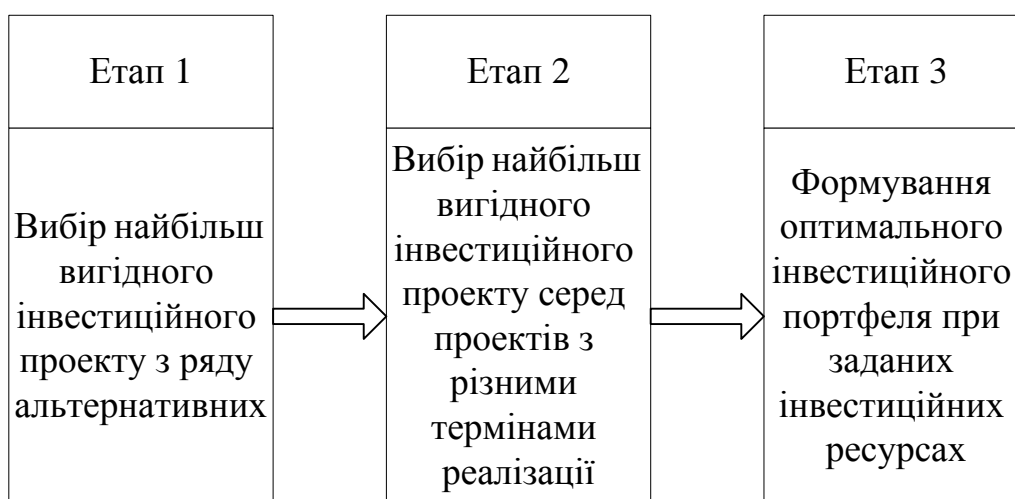 Етап 1
Вибір найбільш
вигідного
інвестиційного
проекту з ряду
альтернативних
Етап 2
Вибір найбільш
вигідного
інвестиційного
проекту серед
проектів з
різними
термінами
реалізації
Етап 3
Формування
оптимального
інвестиційного
портфеля при
заданих
інвестиційних
ресурсах